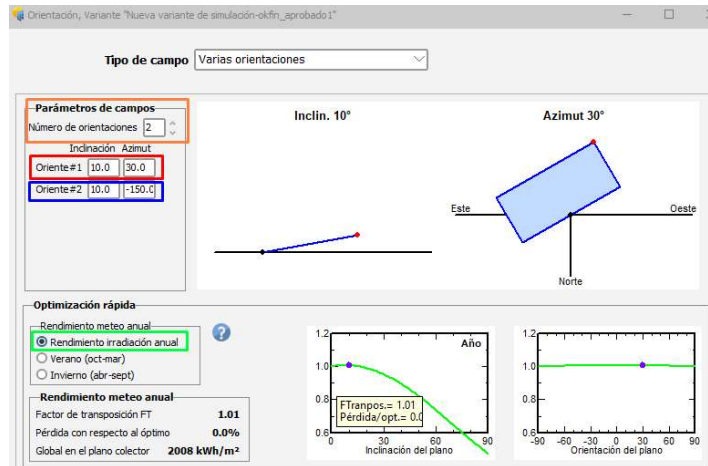 Orientación, Variante "Nueva variante de simulación-okfin_aprobado1"
Tipo de campo Varias orientaciones
Parámetros de campos
Número de orientaciones 2
Inclinación Azimut
Oriente#1 10.0 30.0
Oriente#2 10.0 -150.0
Inclin. 10°
Azimut 30°
Este Oeste
Norte
Optimización rápida
Rendimiento meteo anual
Rendimiento irradiación anual
Verano (oct-mar)
Invierno (abr-sept)
?
Rendimiento meteo anual
Factor de transposición FT 1.01
Pérdida con respecto al óptimo 0.0%
Global en el plano colector 2008 kWh/m²
1.2
1.0
0.8
0.6
Año
FTranpos.= 1.01
Pérdida/opt.= 0.0
0 30 60 90
Inclinación del plano
1.2
1.0
0.8
0.6
-90 -60 -30 0 30 60 90
Orientación del plano